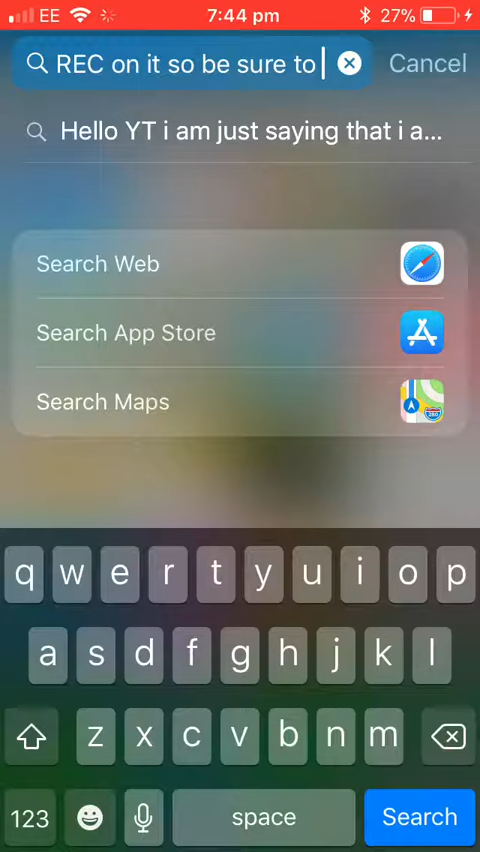 EE 7:44 pm 27%
REC on it so be sure to Cancel
Hello YT i am just saying that i a...
Search Web
Search App Store
Search Maps
280
q w e r t y u i o p
a s d f g h j k l
z x c v b n m
123 space Search